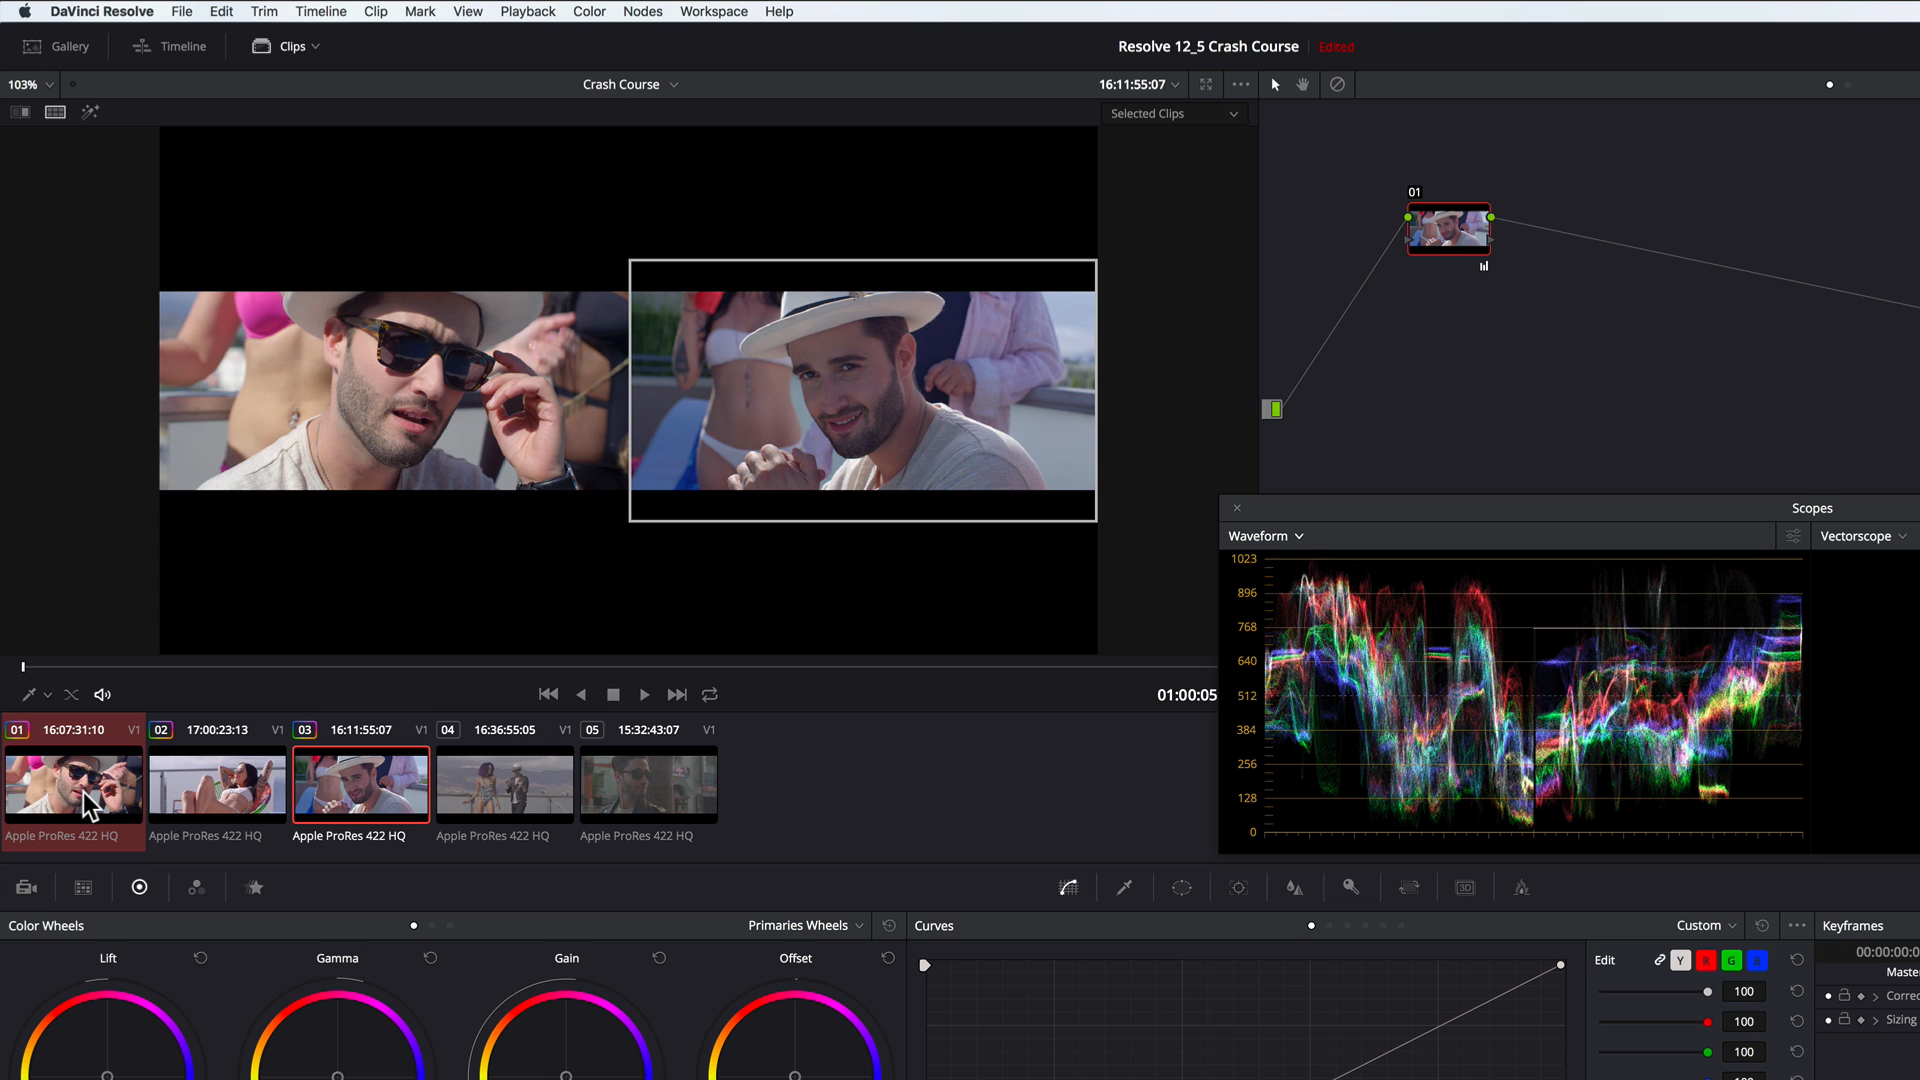 DaVinci Resolve File Edit Trim Timeline Clip Mark View Playback Color Nodes Workspace Help
Gallery Timeline Clips Resolve 12_5 Crash Course Edited
103% Crash Course 16:11:55:07
Selected Clips
01
Scopes
Waveform Vectorscope
1023
896
768
640
512
384
256
128
0
01:00:05
01 16:07:31:10 V1 02 17:00:23:13 V1 03 16:11:55:07 V1 04 16:36:55:05 V1 05 15:32:43:07 V1
Apple ProRes 422 HQ Apple ProRes 422 HQ Apple ProRes 422 HQ Apple ProRes 422 HQ Apple ProRes 422 HQ
3D
Color Wheels Primaries Wheels Curves Custom Keyframes
Lift Gamma Gain Offset Edit Y R G B 00:00:00:0
Master
100 Correc
100 Sizing
100